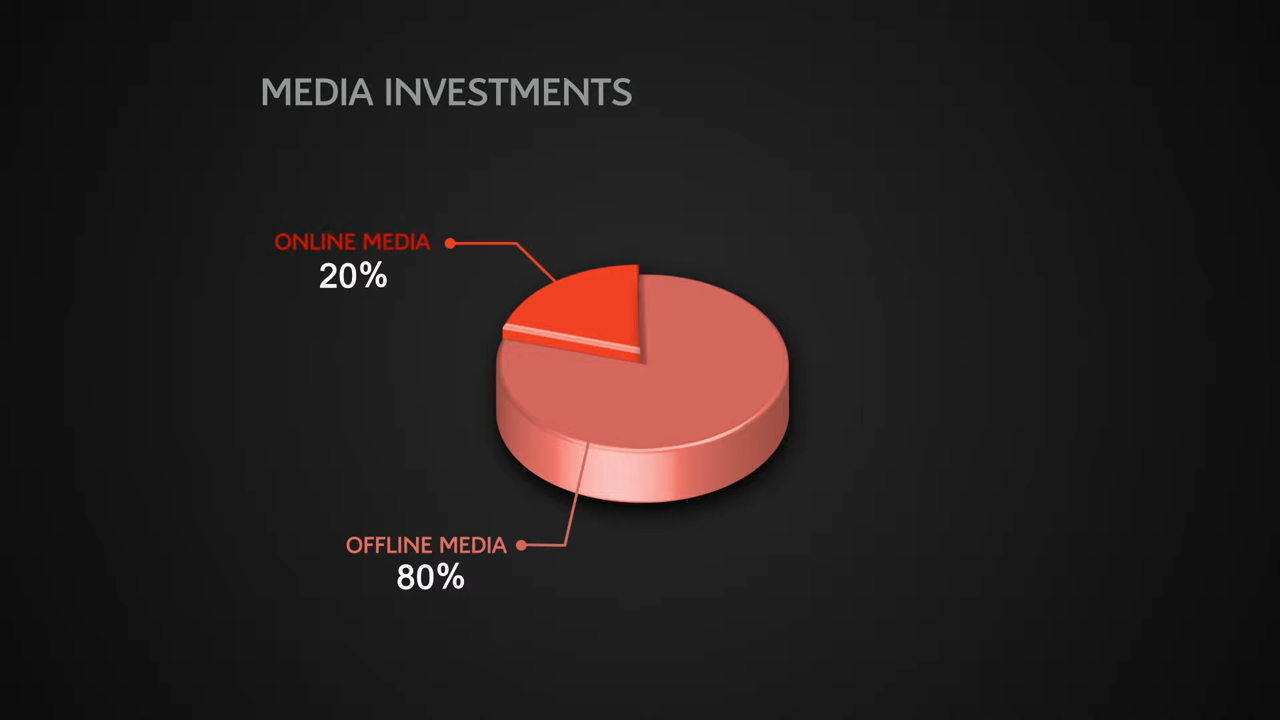 MEDIA INVESTMENTS
ONLINE MEDIA
20%
OFFLINE MEDIA
80%